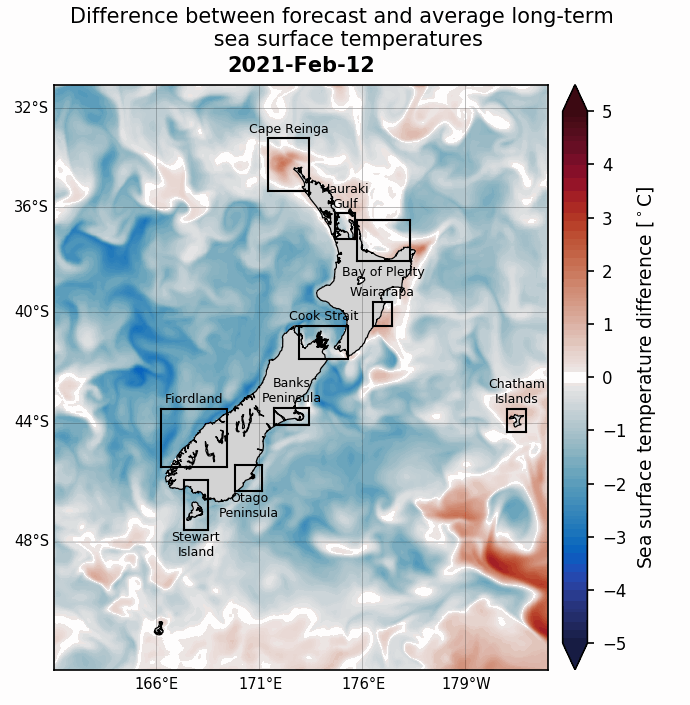 Difference between forecast and average long-term
sea surface temperatures
2021-Feb-12
32°S
36°S
40°S
44°S
48°S
Cape Reinga
Hauraki
Gulf
Bay of Plenty
Wairarapa
Cook Strait
Banks
Peninsula
Fiordland
Chatham
Islands
Otago
Peninsula
Stewart
Island
166°E
171°E
176°E
179°W
5
4
3
2
1
0
−1
−2
−3
−4
−5
Sea surface temperature difference [°C]